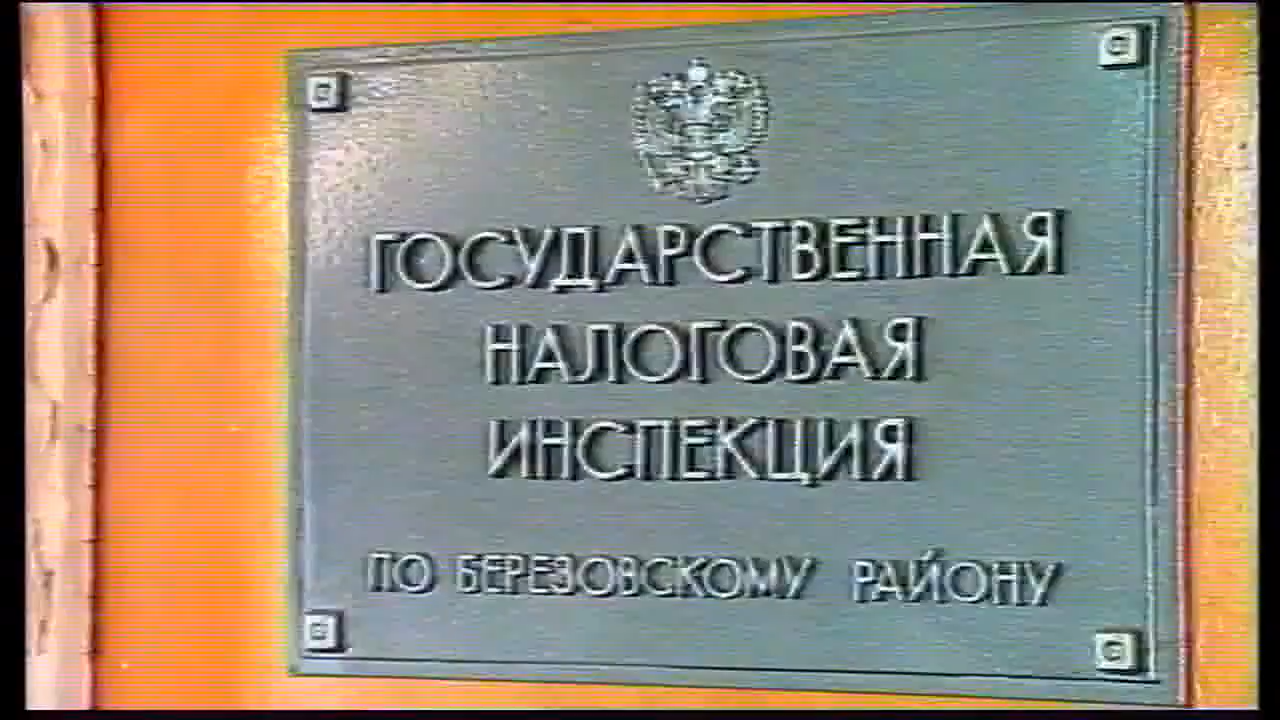 ГОСУДАРСТВЕННАЯ
НАЛОГОВАЯ
ИНСПЕКЦИЯ
ПО БЕРЕЗОВСКОМУ РАЙОНУ